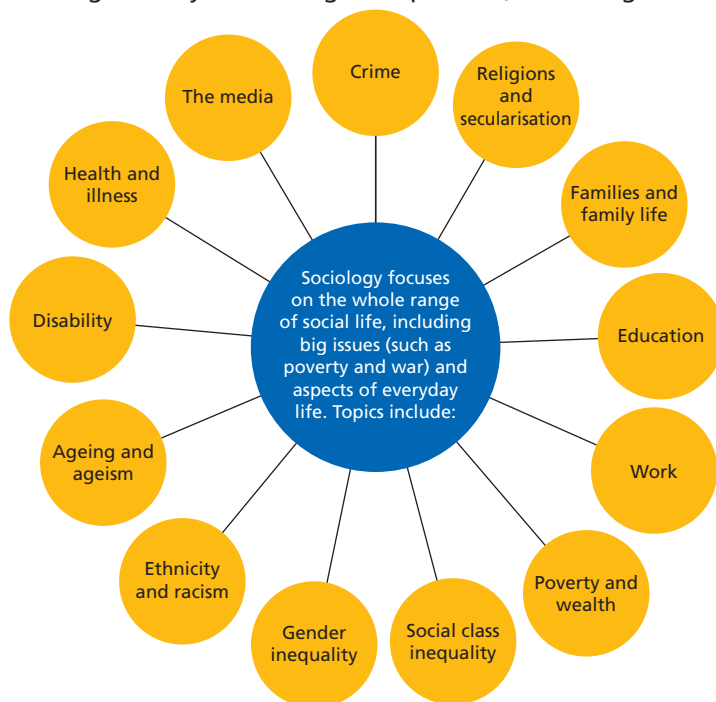 Crime
Religions
and
secularisation
Families and
family life
Education
Work
Poverty and
wealth
Social class
inequality
Gender
inequality
Ethnicity
and racism
Ageing and
ageism
Disability
Health and
illness
The media
Sociology focuses
on the whole range
of social life, including
big issues (such as
poverty and war) and
aspects of everyday
life. Topics include: